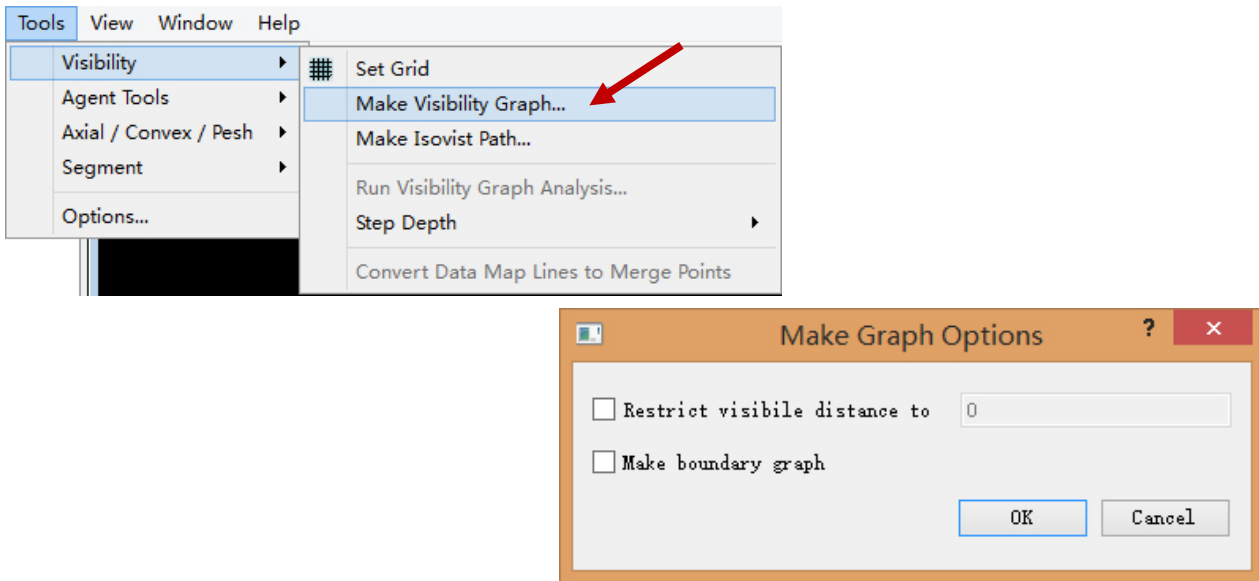 Tools View Window Help
Visibility
Agent Tools
Axial / Convex / Pesh
Segment
Options...
Set Grid
Make Visibility Graph...
Make Isovist Path...
Run Visibility Graph Analysis...
Step Depth
Convert Data Map Lines to Merge Points
Make Graph Options ? ×
Restrict visibile distance to 0
Make boundary graph
OK Cancel